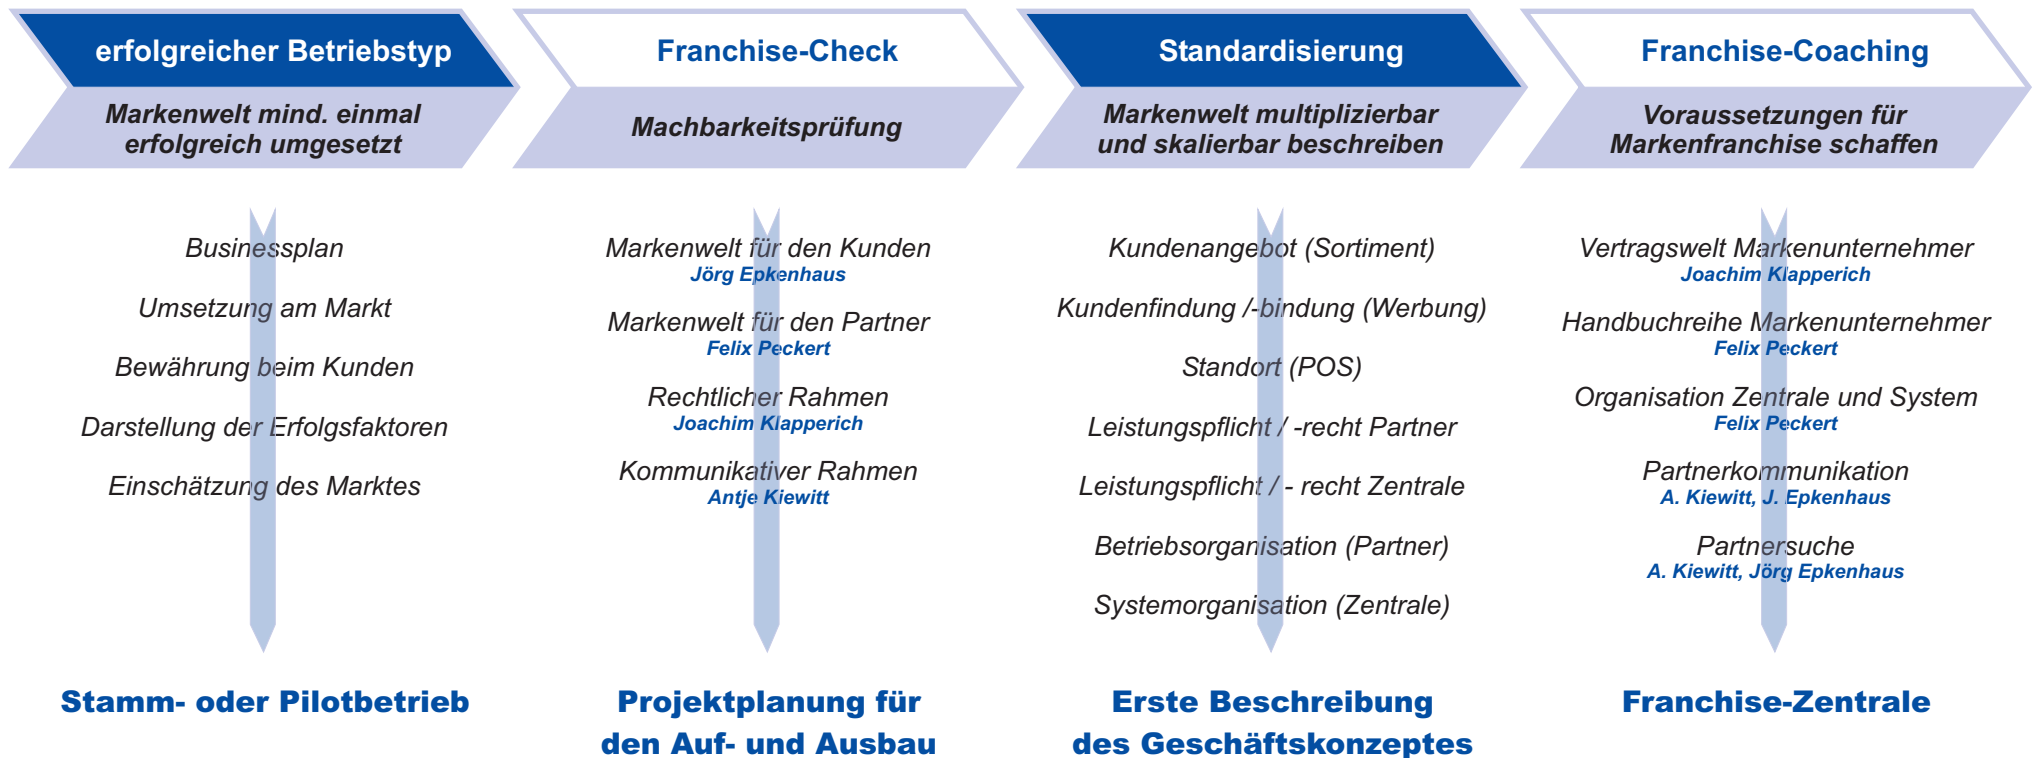 erfolgreicher Betriebstyp
Markenwelt mind. einmal
erfolgreich umgesetzt
Businessplan
Umsetzung am Markt
Bewährung beim Kunden
Darstellung der Erfolgsfaktoren
Einschätzung des Marktes
Stamm- oder Pilotbetrieb
Franchise-Check
Machbarkeitsprüfung
Markenwelt für den Kunden
Jörg Epkenhaus
Markenwelt für den Partner
Felix Peckert
Rechtlicher Rahmen
Joachim Klapperich
Kommunikativer Rahmen
Antje Kiewitt
Projektplanung für
den Auf- und Ausbau
Standardisierung
Markenwelt multiplizierbar
und skalierbar beschreiben
Kundenangebot (Sortiment)
Kundenfindung /-bindung (Werbung)
Standort (POS)
Leistungspflicht / -recht Partner
Leistungspflicht / - recht Zentrale
Betriebsorganisation (Partner)
Systemorganisation (Zentrale)
Erste Beschreibung
des Geschäftskonzeptes
Franchise-Coaching
Voraussetzungen für
Markenfranchise schaffen
Vertragswelt Markenunternehmer
Joachim Klapperich
Handbuchreihe Markenunternehmer
Felix Peckert
Organisation Zentrale und System
Felix Peckert
Partnerkommunikation
A. Kiewitt, J. Epkenhaus
Partnersuche
A. Kiewitt, Jörg Epkenhaus
Franchise-Zentrale